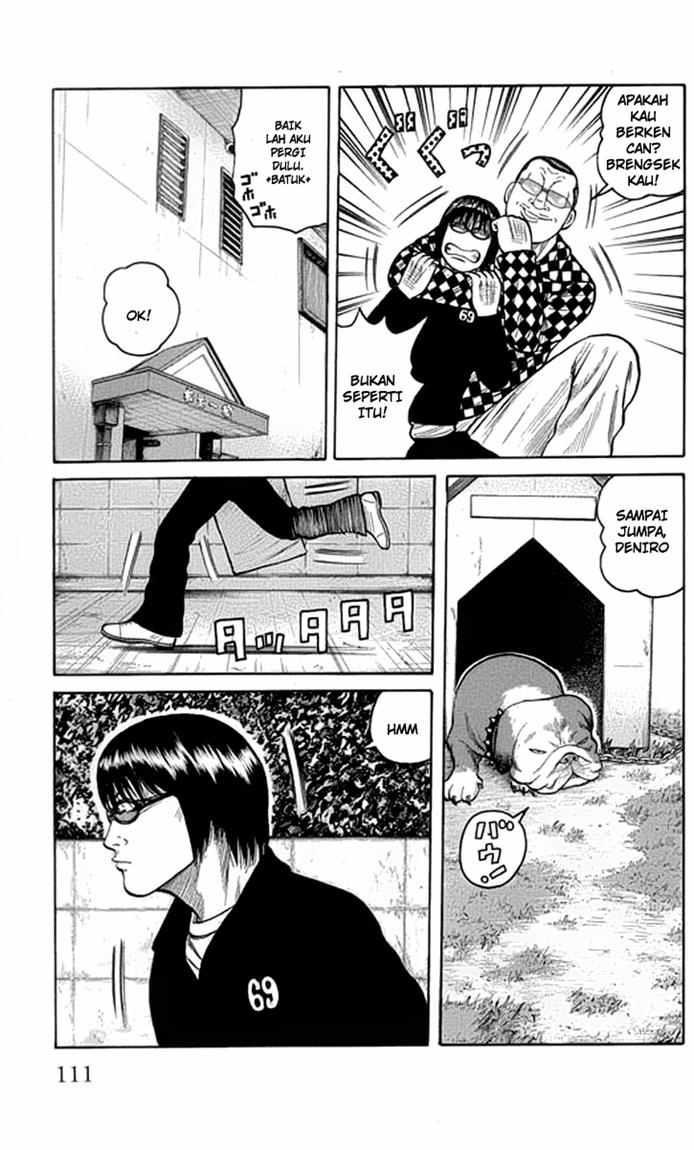 APAKAH
KAU
BERKEN
CAN?
BRENGSEK
KAU!
69
BUKAN
SEPERTI
ITU!
BAIK
LAH AKU
PERGI
DULU.
*BATUK*
ゴホ
ゴホ
OK!
SAMPAI
JUMPA,
DENIRO
バウ!
タッタタタ
HMM
69
111